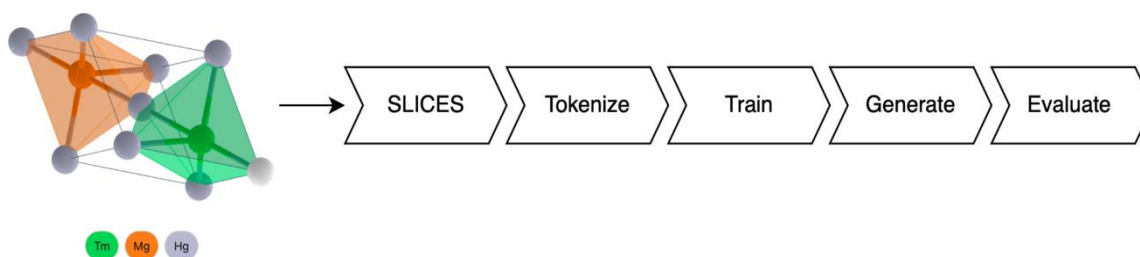 SLICES
Tokenize
Train
Generate
Evaluate
Tm Mg Hg